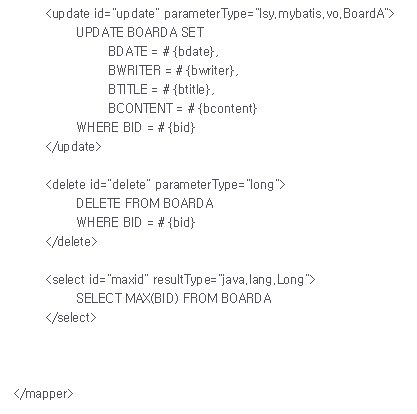 <update id="update" parameterType="lsy.mybatis.vo.BoardA">
UPDATE BOARDA SET
BDATE = #{bdate},
BWRITER = #{bwriter},
BTITLE = #{btitle},
BCONTENT = #{bcontent}
WHERE BID = #{bid}
</update>
<delete id="delete" parameterType="long">
DELETE FROM BOARDA
WHERE BID = #{bid}
</delete>
<select id="maxid" resultType="java.lang.Long">
SELECT MAX(BID) FROM BOARDA
</select>
</mapper>